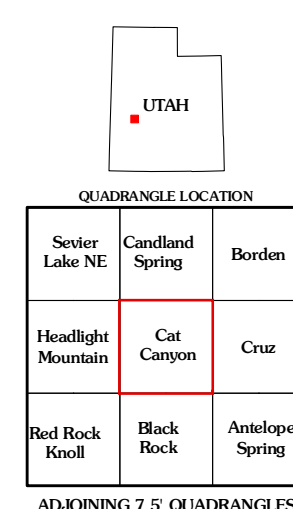 UTAH
QUADRANGLE LOCATION
Sevier Lake NE
Candland Spring
Borden
Headlight Mountain
Cat Canyon
Cruz
Red Rock Knoll
Black Rock
Antelope Spring
ADJOINING 7.5' QUADRANGLES